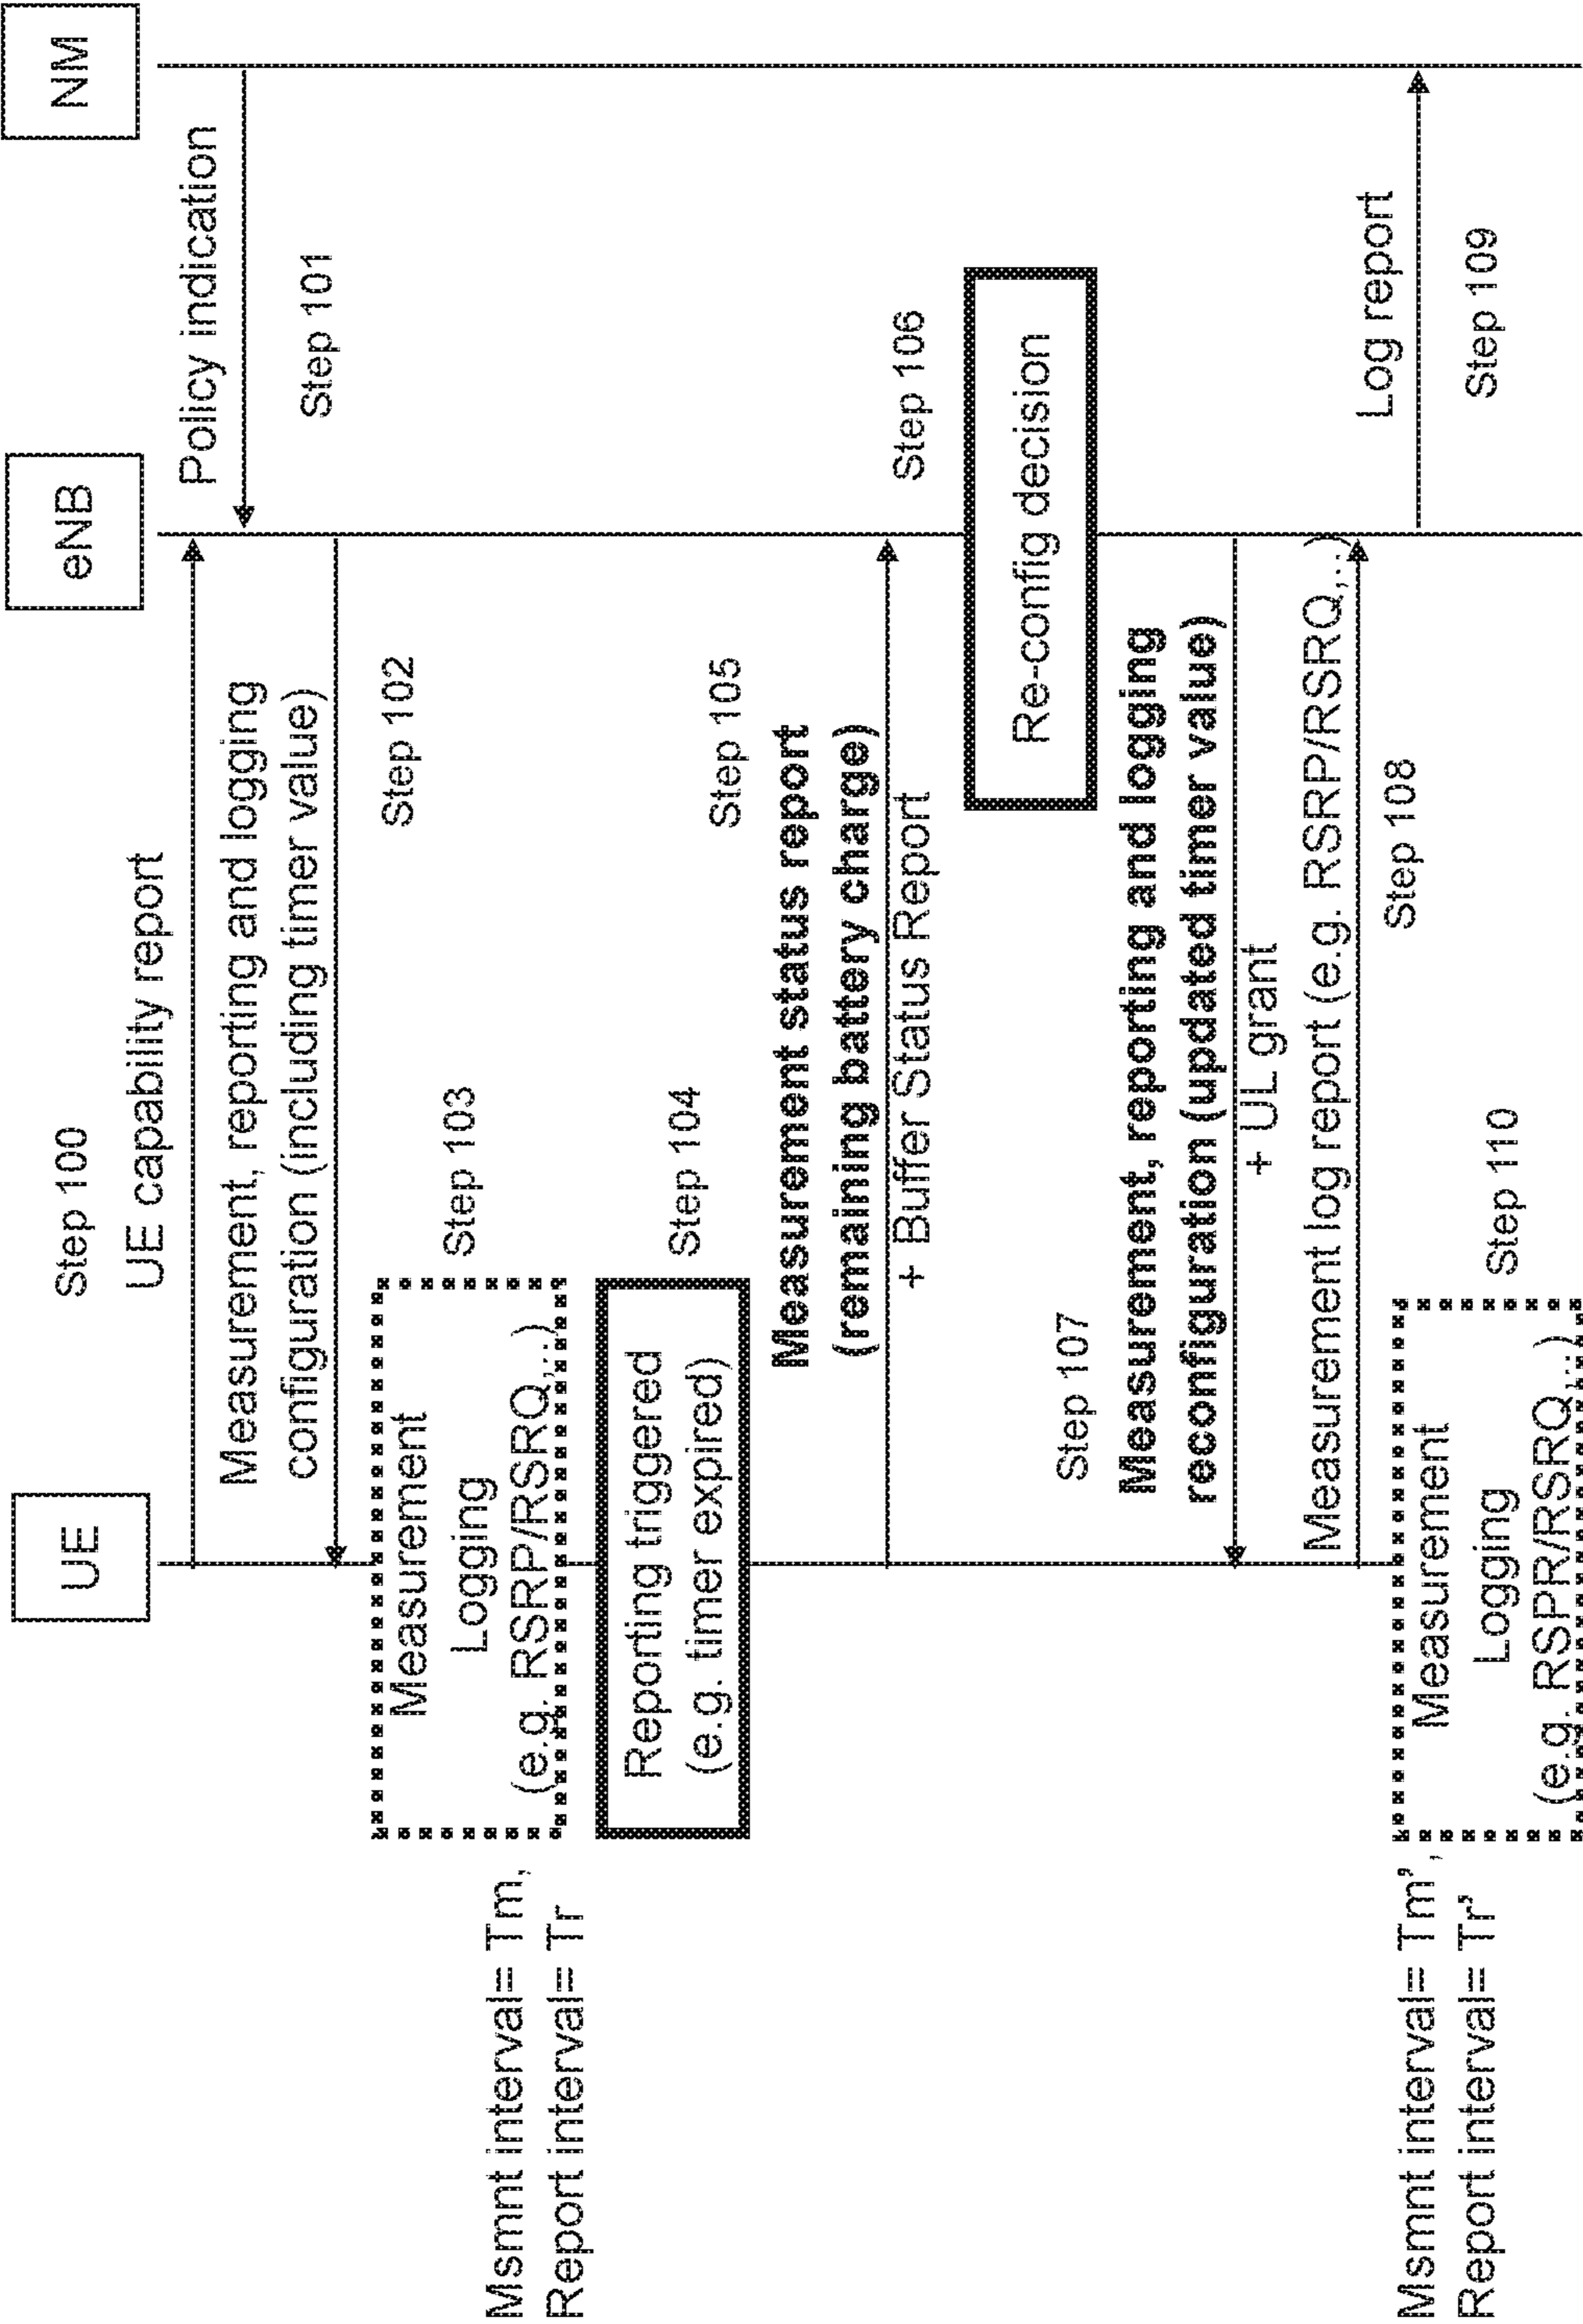 UE
eNB
NM
Step 100
UE capability report
Policy indication
Step 101
Measurement, reporting and logging
configuration (including timer value)
Step 102
Msmnt interval= Tm,
Report interval= Tr
Measurement
Logging
(e.g. RSRP/RSRQ,...)
Step 103
Reporting triggered
(e.g. timer expired)
Step 104
Step 105
Measurement status report
(remaining battery charge)
+ Buffer Status Report
Step 106
Re-config decision
Step 107
Measurement, reporting and logging
reconfiguration (updated timer value)
+ UL grant
Measurement log report (e.g. RSRP/RSRQ,..)
Step 108
Log report
Step 109
Msmnt interval= Tm’,
Report interval= Tr’
Measurement
Logging
(e.g. RSPR/RSRQ,...)
Step 110